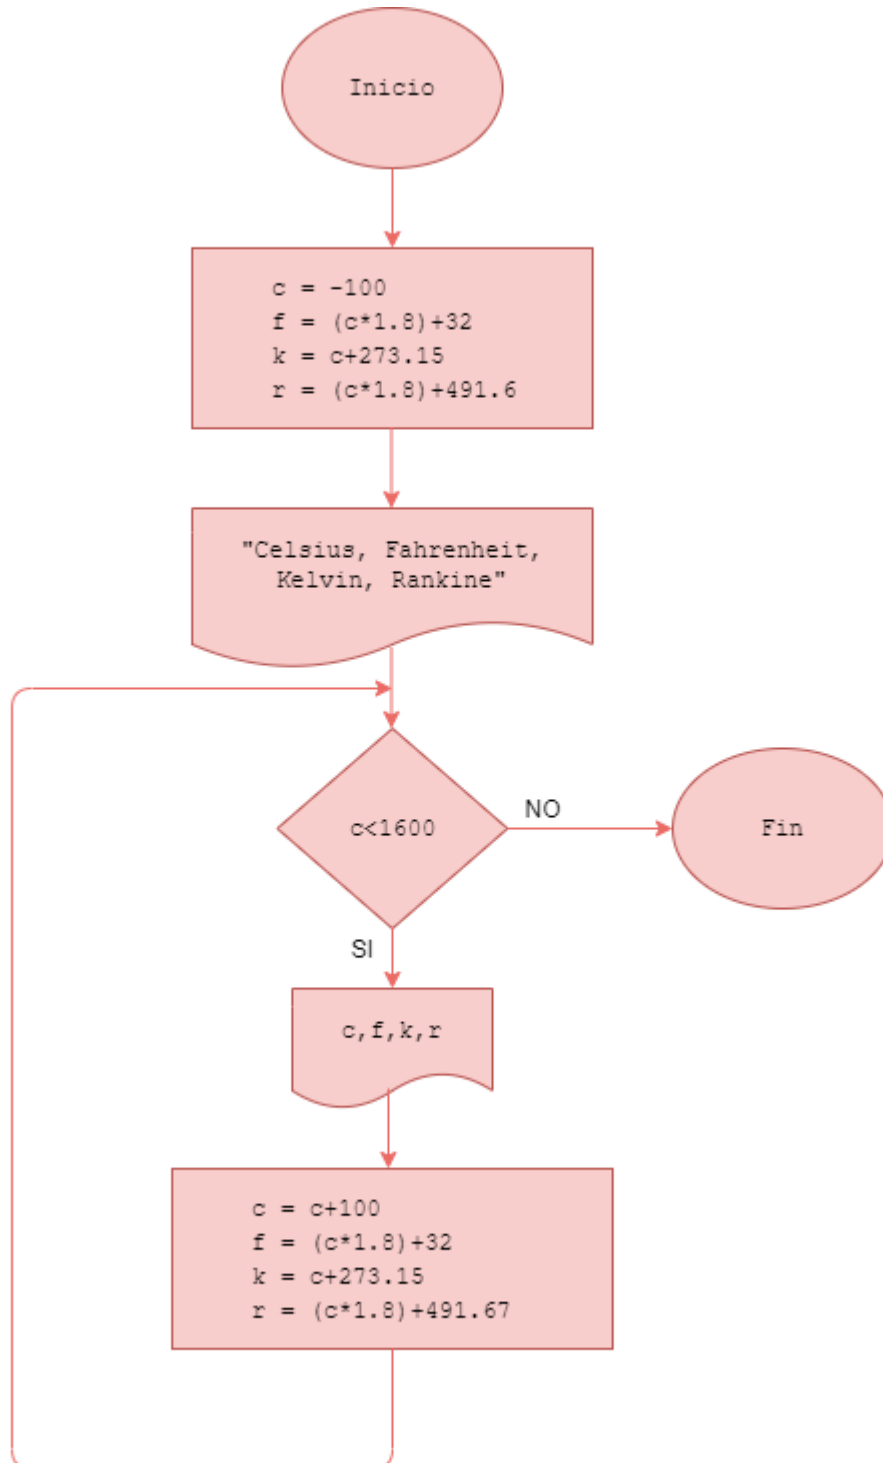 Inicio
c = -100
f = (c*1.8)+32
k = c+273.15
r = (c*1.8)+491.6
"Celsius, Fahrenheit,
Kelvin, Rankine"
c<1600
NO
Fin
SI
c,f,k,r
c = c+100
f = (c*1.8)+32
k = c+273.15
r = (c*1.8)+491.67